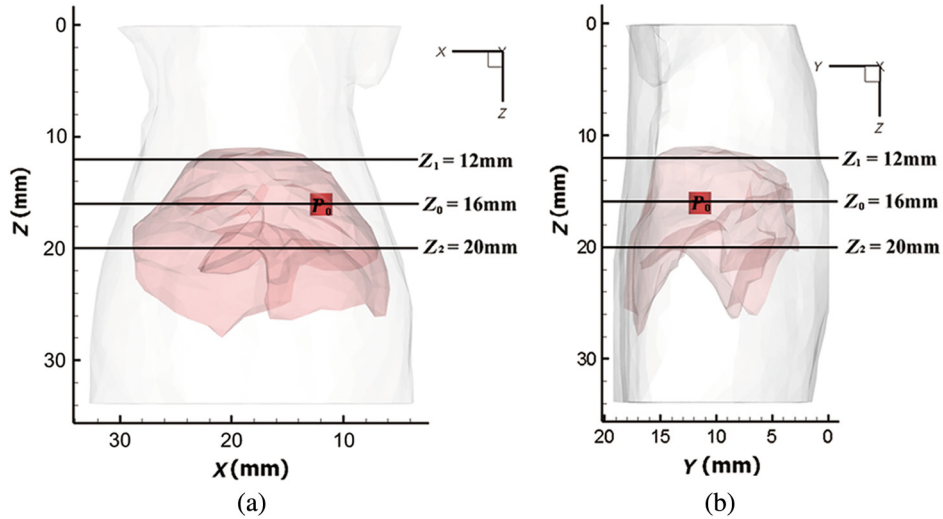 0
10
20
30
Z (mm)
30 20 10
X (mm)
X Y
Z
Z₁ = 12mm
Z₀ = 16mm
Z₂ = 20mm
P₀
(a)
0
10
20
30
Z (mm)
20 15 10 5 0
Y (mm)
Y X
Z
Z₁ = 12mm
Z₀ = 16mm
Z₂ = 20mm
P₀
(b)